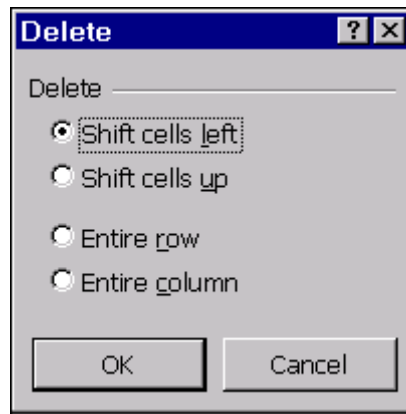 Delete
Delete
Shift cells left
Shift cells up
Entire row
Entire column
OK Cancel